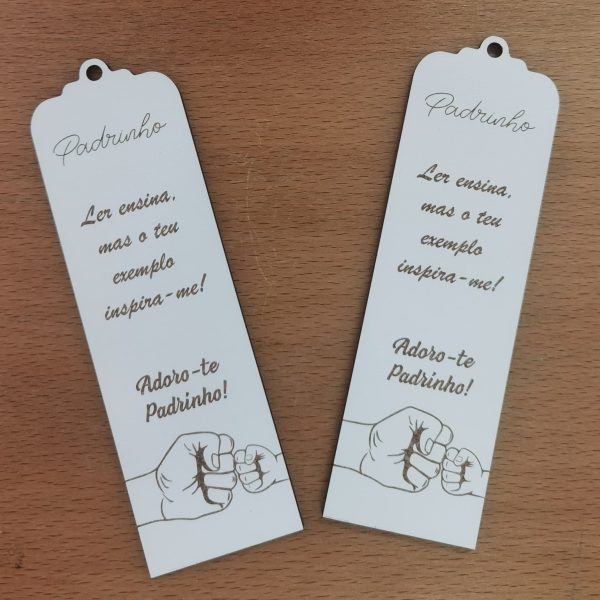 Padrinho
Ler ensina,
mas o teu
exemplo
inspira-me!
Adoro-te
Padrinho!
Padrinho
Ler ensina,
mas o teu
exemplo
inspira-me!
Adoro-te
Padrinho!